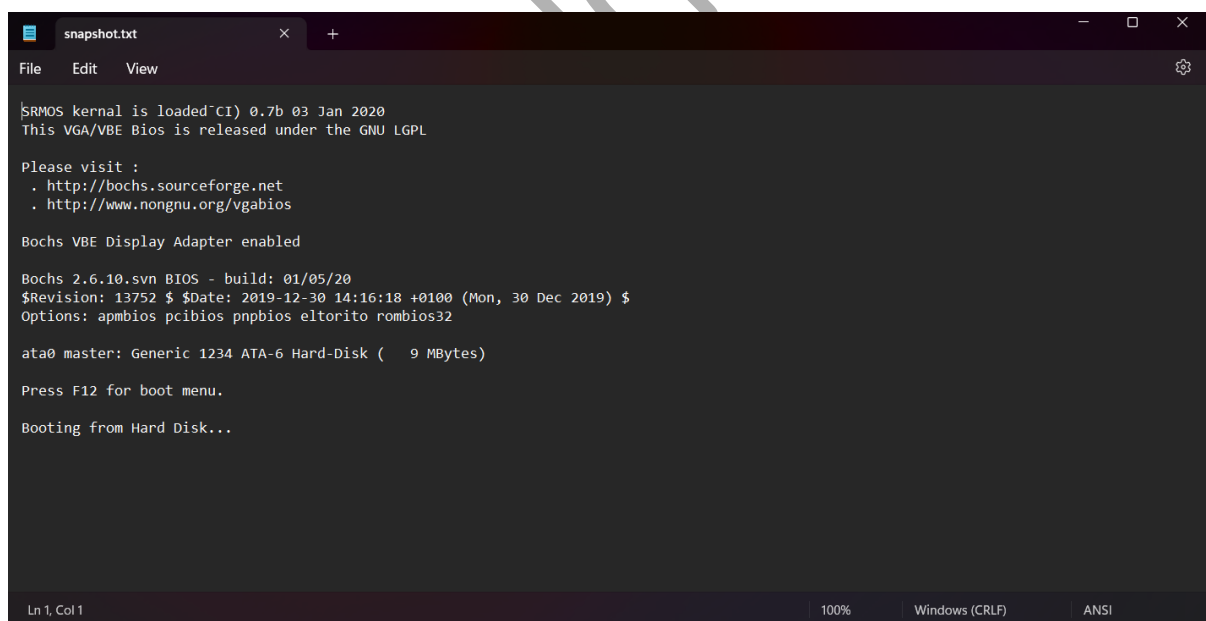 snapshot.txt
File Edit View
SRMOS kernal is loaded¯CI) 0.7b 03 Jan 2020
This VGA/VBE Bios is released under the GNU LGPL
Please visit :
. http://bochs.sourceforge.net
. http://www.nongnu.org/vgabios
Bochs VBE Display Adapter enabled
Bochs 2.6.10.svn BIOS - build: 01/05/20
$Revision: 13752 $ $Date: 2019-12-30 14:16:18 +0100 (Mon, 30 Dec 2019) $
Options: apmbios pcibios pnpbios eltorito rombios32
ata0 master: Generic 1234 ATA-6 Hard-Disk (   9 MBytes)
Press F12 for boot menu.
Booting from Hard Disk...
Ln 1, Col 1 100% Windows (CRLF) ANSI